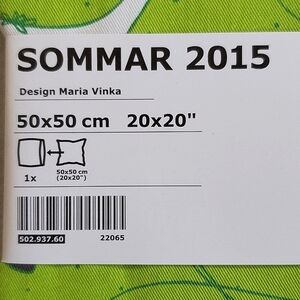 SOMMAR 2015
Design Maria Vinka
50x50 cm 20x20"
1x
50x50 cm
(20x20")
502.937.60
22065